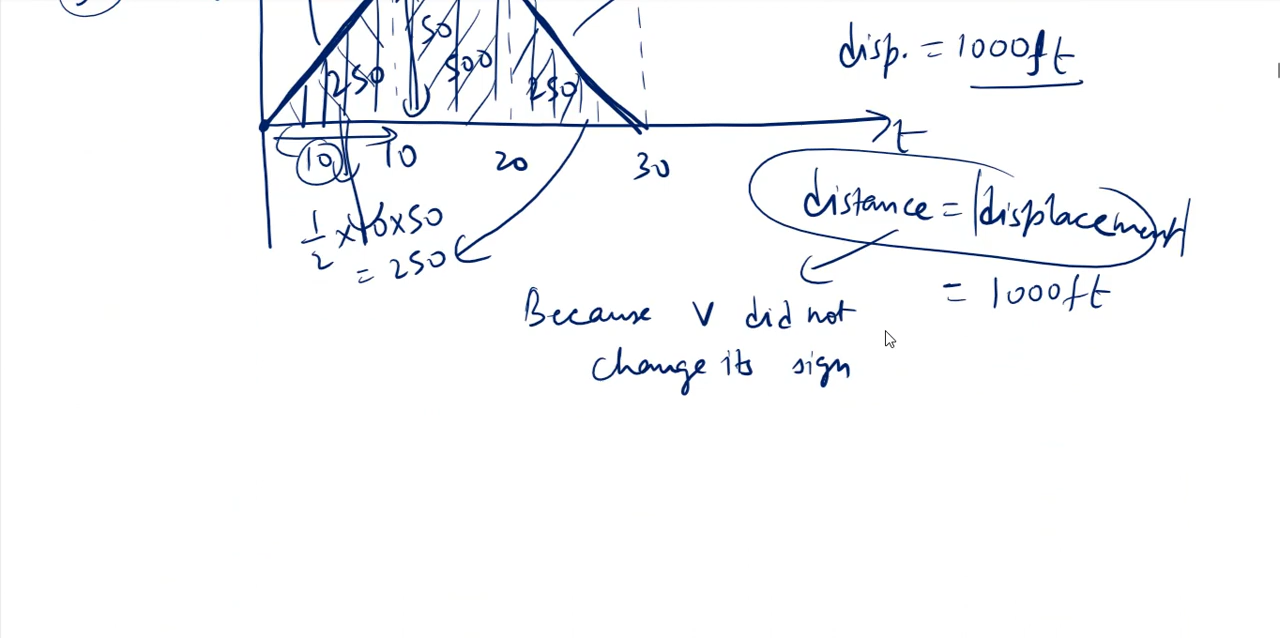 50
disp. = 1000ft
250
500
250
t
10
10
20
30
distance = |displacement|
1/2 x 10 x 50
= 250
= 1000ft
Because v did not
change its sign